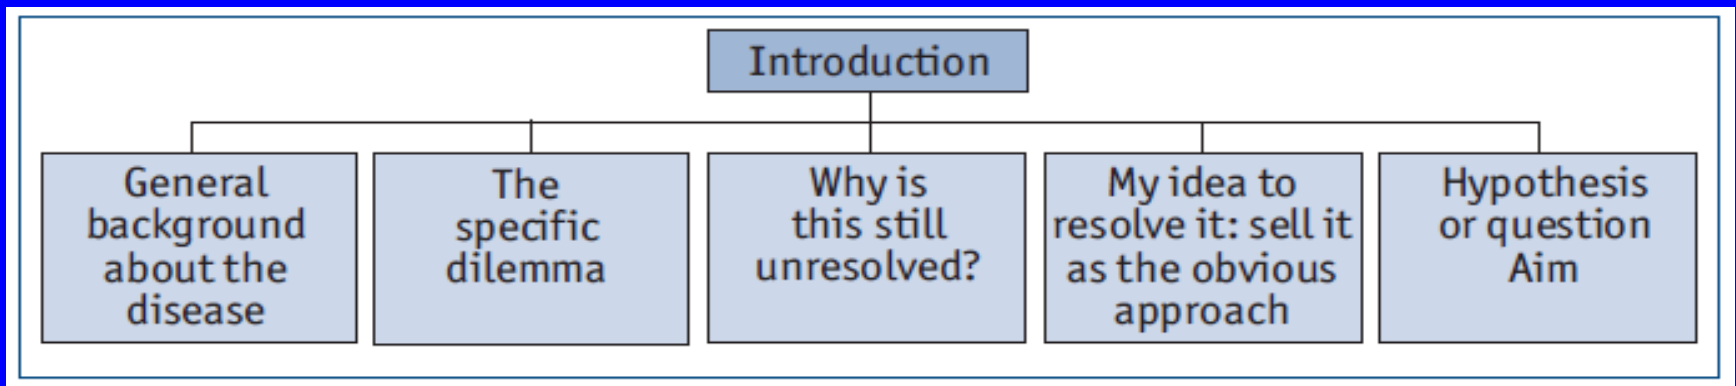 Introduction
General
background
about the
disease
The
specific
dilemma
Why is
this still
unresolved?
My idea to
resolve it: sell it
as the obvious
approach
Hypothesis
or question
Aim